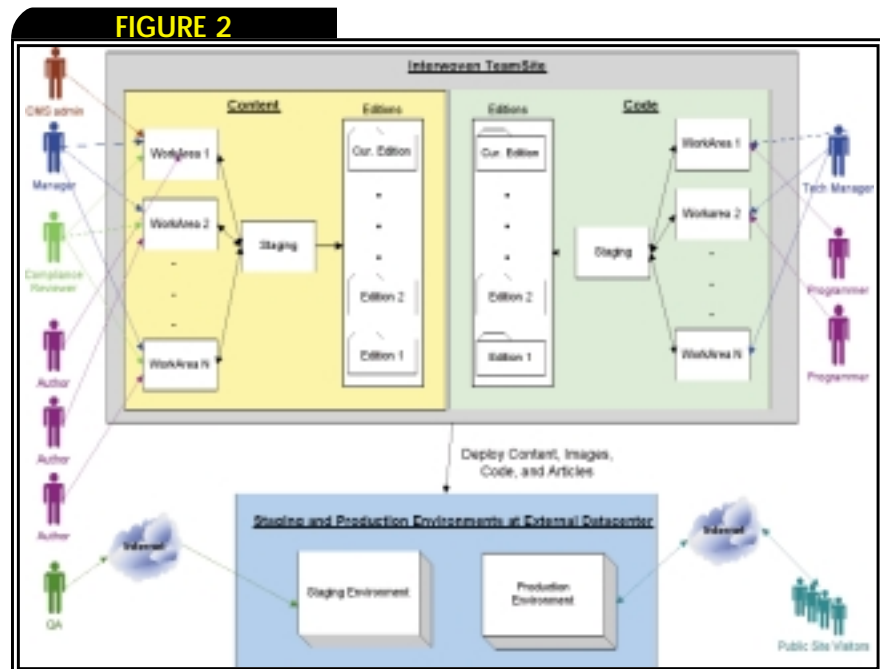 FIGURE 2
Interwoven TeamSite
Content
Editions
Editions
Code
CMS admin
Manager
Compliance
Reviewer
Author
Author
Author
QA
WorkArea 1
WorkArea 2
WorkArea N
Staging
Cur. Edition
Edition 2
Edition 1
Cur. Edition
Edition 2
Edition 1
Staging
WorkArea 1
Workarea 2
WorkArea N
Tech Manager
Programmer
Programmer
Deploy Content, Images,
Code, and Articles
Staging and Production Environments at External Datacenter
Internet
Staging Environment
Production
Environment
Internet
Public Site Visitors